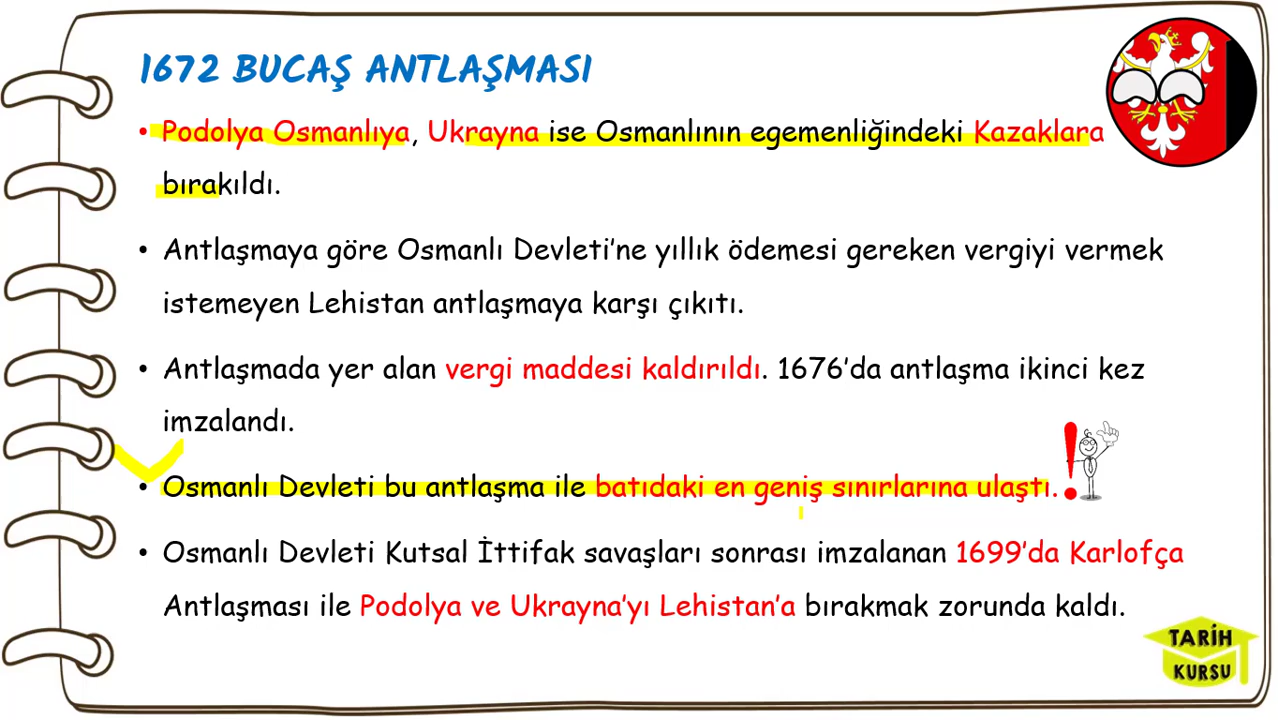 1672 BUCAŞ ANTLAŞMASI
• Podolya Osmanlıya, Ukrayna ise Osmanlının egemenliğindeki Kazaklara
bırakıldı.
• Antlaşmaya göre Osmanlı Devleti’ne yıllık ödemesi gereken vergiyi vermek
istemeyen Lehistan antlaşmaya karşı çıkıtı.
• Antlaşmada yer alan vergi maddesi kaldırıldı. 1676’da antlaşma ikinci kez
imzalandı.
• Osmanlı Devleti bu antlaşma ile batıdaki en geniş sınırlarına ulaştı.
• Osmanlı Devleti Kutsal İttifak savaşları sonrası imzalanan 1699’da Karlofça
Antlaşması ile Podolya ve Ukrayna’yı Lehistan’a bırakmak zorunda kaldı.
TARİH
KURSU